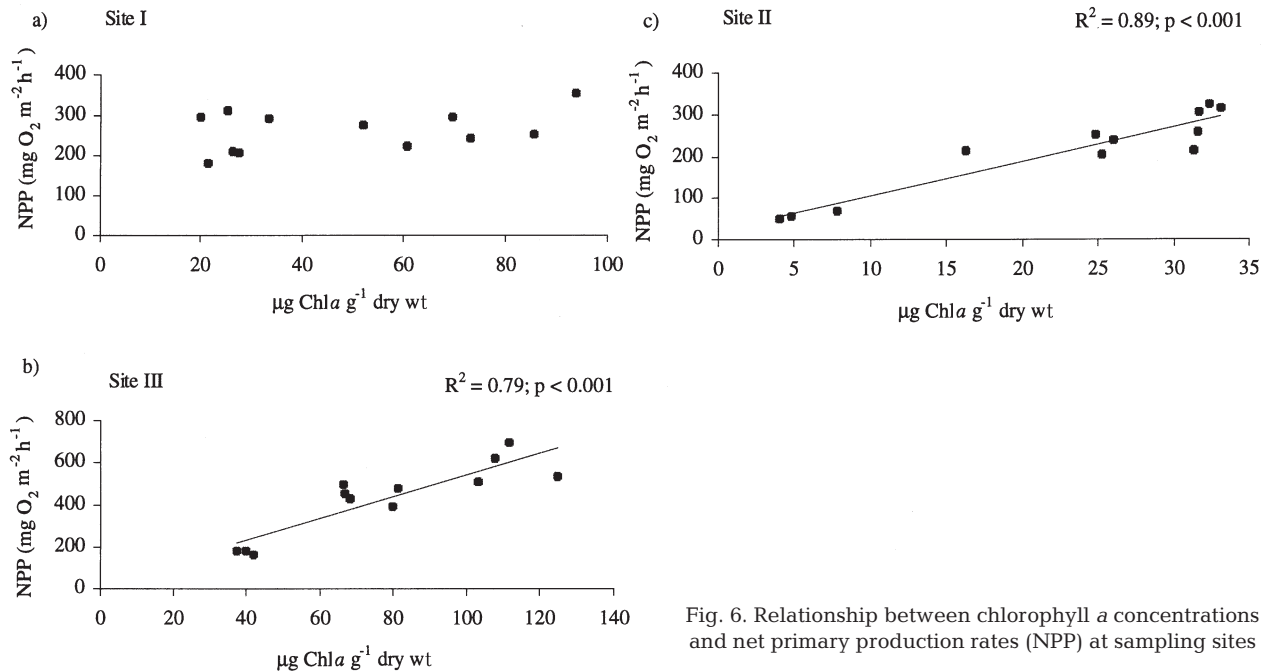 a) Site I
NPP (mg O₂ m⁻²h⁻¹)
400
300
200
100
0
0 20 40 60 80 100
µg Chl a g⁻¹ dry wt
c) Site II R² = 0.89; p < 0.001
NPP (mg O₂ m⁻²h⁻¹)
400
300
200
100
0
0 5 10 15 20 25 30 35
µg Chl a g⁻¹ dry wt
b) Site III R² = 0.79; p < 0.001
NPP (mg O₂ m⁻²h⁻¹)
800
600
400
200
0
0 20 40 60 80 100 120 140
µg Chl a g⁻¹ dry wt
Fig. 6. Relationship between chlorophyll a concentrations
and net primary production rates (NPP) at sampling sites